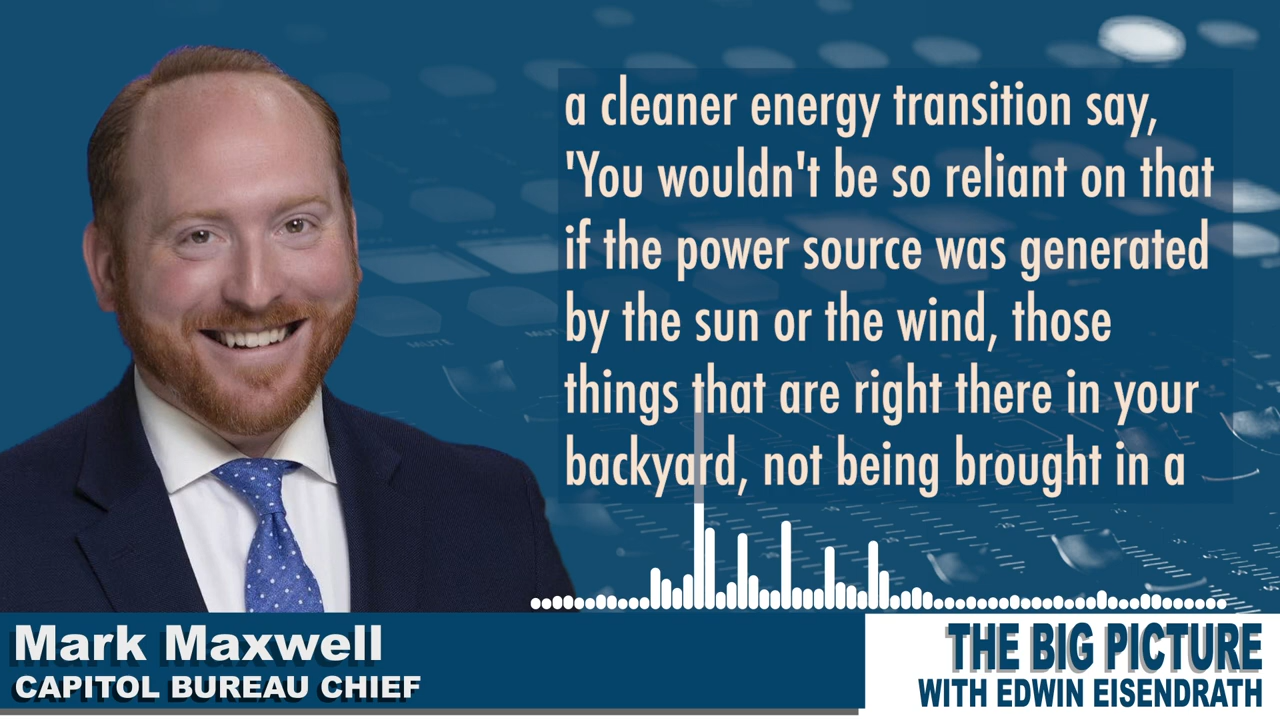 a cleaner energy transition say,
'You wouldn't be so reliant on that
if the power source was generated
by the sun or the wind, those
things that are right there in your
backyard, not being brought in a
MUTE
Mark Maxwell
CAPITOL BUREAU CHIEF
THE BIG PICTURE
WITH EDWIN EISENDRATH